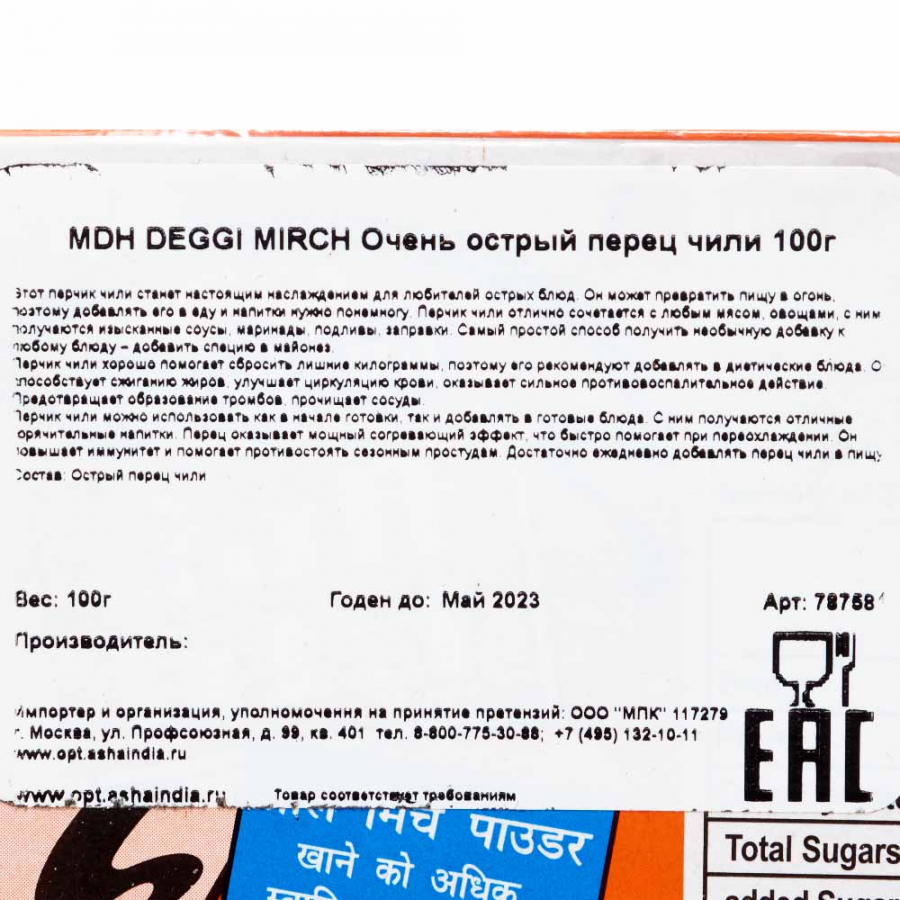 MDH DEGGI MIRCH Очень острый перец чили 100г
Этот перчик чили станет настоящим наслаждением для любителей острых блюд. Он может превратить пищу в огонь,
поэтому добавлять его в еду и напитки нужно понемногу. Перчик чили отлично сочетается с любым мясом, овощами, с ним
получаются изысканные соусы, маринады, подливы, заправки. Самый простой способ получить необычную добавку к
любому блюду – добавить специю в майонез.
Перчик чили хорошо помогает сбросить лишние килограммы, поэтому его рекомендуют добавлять в диетические блюда. О
способствует сжиганию жиров, улучшает циркуляцию крови, оказывает сильное противовоспалительное действие.
Предотвращает образование тромбов, прочищает сосуды.
Перчик чили можно использовать как в начале готовки, так и добавлять в готовые блюда. С ним получаются отличные
горячительные напитки. Перец оказывает мощный согревающий эффект, что быстро помогает при переохлаждении. Он
повышает иммунитет и помогает противостоять сезонным простудам. Достаточно ежедневно добавлять перец чили в пищу
Состав: Острый перец чили
Вес: 100г Годен до: Май 2023 Арт: 78758
Производитель:
Импортер и организация, уполномочення на принятие претензий: ООО "МПК" 117279
г. Москва, ул. Профсоюзная, д. 99, кв. 401 тел. 8-800-775-30-88; +7 (495) 132-10-11
www.opt.ashaindia.ru
EAC
www.opt.ashaindia.ru Товар соответствует требованиям
मिर्च पाउडर
खाने को अधिक
Total Sugars
added Sugar